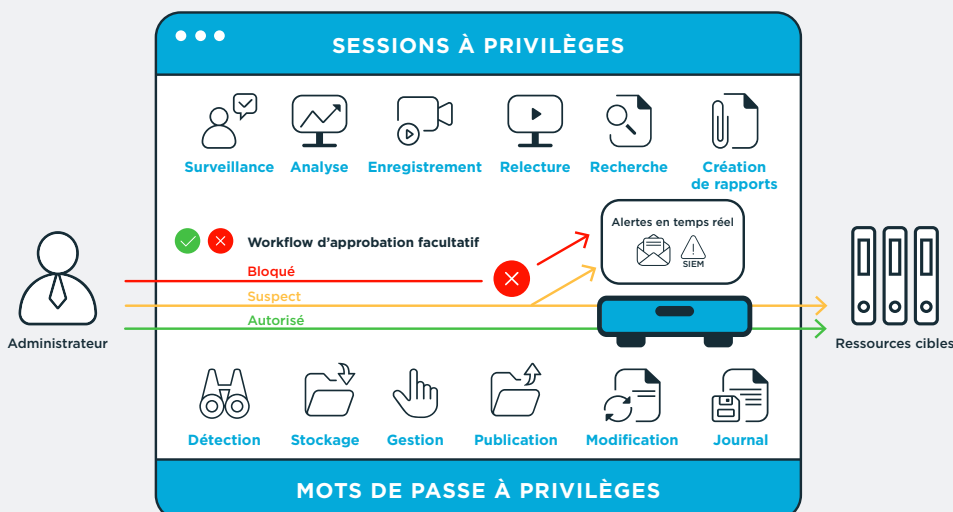 SESSIONS À PRIVILÈGES
Surveillance
Analyse
Enregistrement
Relecture
Recherche
Création
de rapports
Alertes en temps réel
SIEM
Workflow d’approbation facultatif
Bloqué
Suspect
Autorisé
Administrateur
Ressources cibles
Détection
Stockage
Gestion
Publication
Modification
Journal
MOTS DE PASSE À PRIVILÈGES